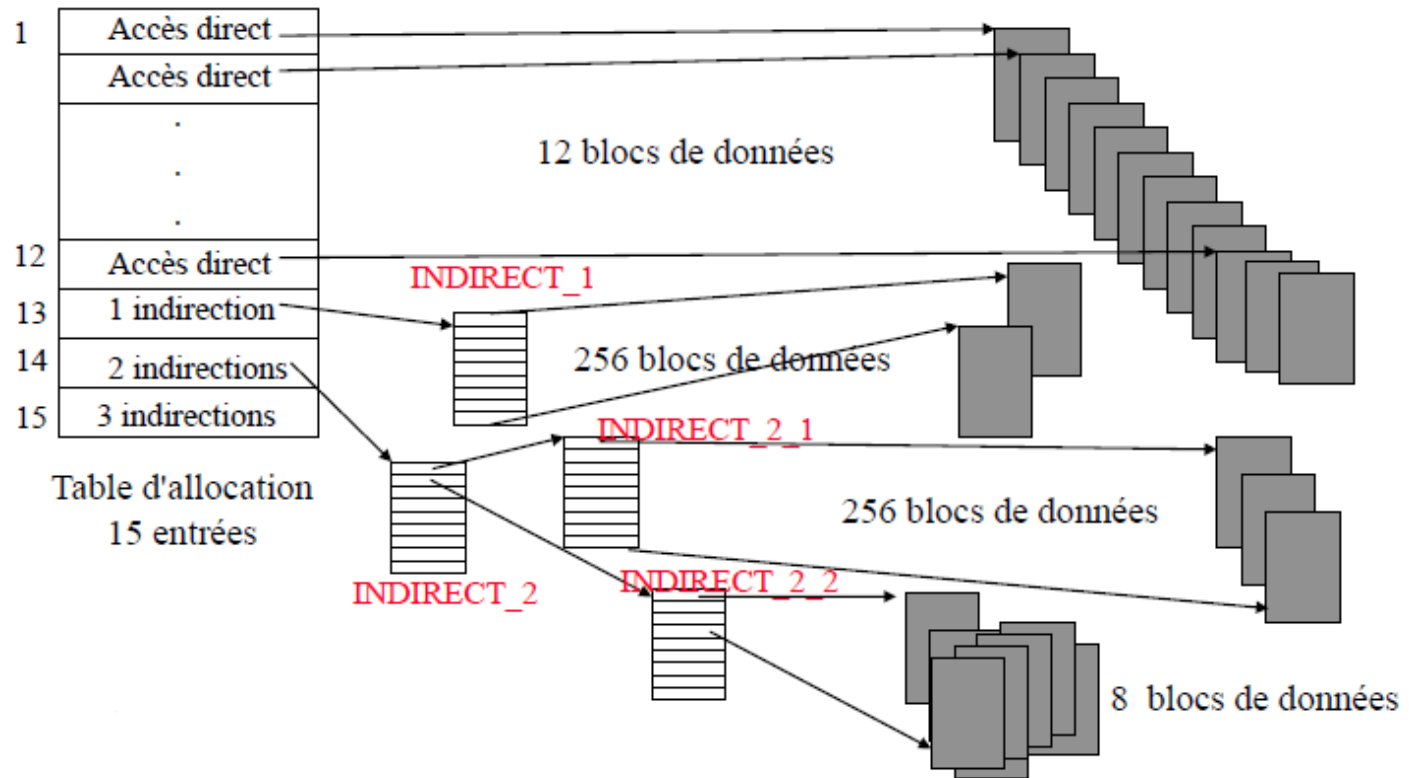 1
Accès direct
Accès direct
.
.
.
12 blocs de données
12
Accès direct
INDIRECT_1
13
1 indirection
256 blocs de données
14
2 indirections
15
3 indirections
INDIRECT_2_1
Table d'allocation
15 entrées
256 blocs de données
INDIRECT_2
INDIRECT_2_2
8 blocs de données